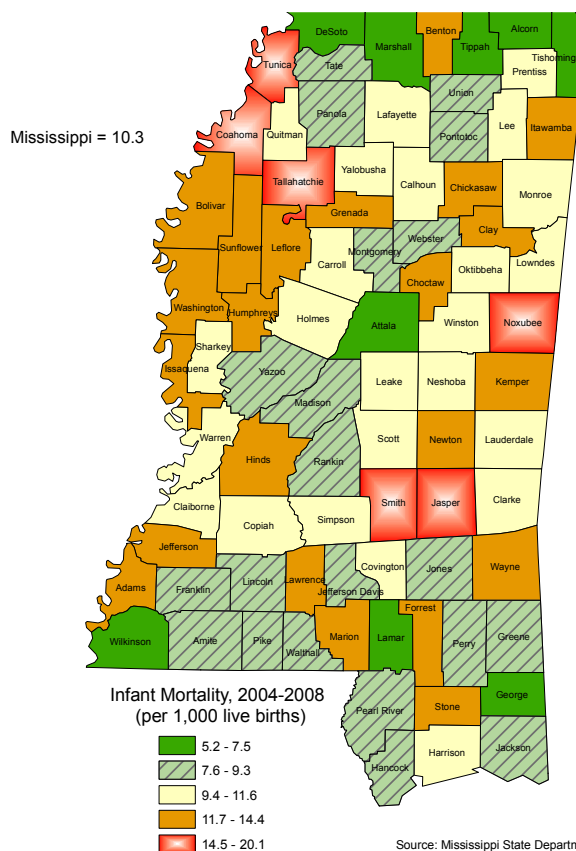 DeSoto
Marshall
Benton
Tippah
Alcorn
Tishoming
Tunica
Tate
Union
Prentiss
Panola
Lafayette
Lee
Itawamba
Mississippi = 10.3
Coahoma
Quitman
Pontotoc
Tallahatchie
Yalobusha
Calhoun
Chickasaw
Monroe
Bolivar
Grenada
Sunflower
Leflore
Clay
Webster
Montgomery
Carroll
Oktibbeha
Lowndes
Choctaw
Washington
Humphreys
Holmes
Attala
Winston
Noxubee
Sharkey
Issaquena
Yazoo
Leake
Neshoba
Kemper
Madison
Warren
Scott
Newton
Lauderdale
Hinds
Rankin
Smith
Jasper
Clarke
Claiborne
Copiah
Simpson
Jefferson
Covington
Jones
Wayne
Adams
Franklin
Lincoln
Lawrence
Jefferson Davis
Forrest
Wilkinson
Amite
Pike
Walthall
Marion
Lamar
Perry
Greene
Infant Mortality, 2004-2008
(per 1,000 live births)
Pearl River
Stone
George
5.2 - 7.5
7.6 - 9.3
9.4 - 11.6
11.7 - 14.4
14.5 - 20.1
Hancock
Harrison
Jackson
Source: Mississippi State Departm